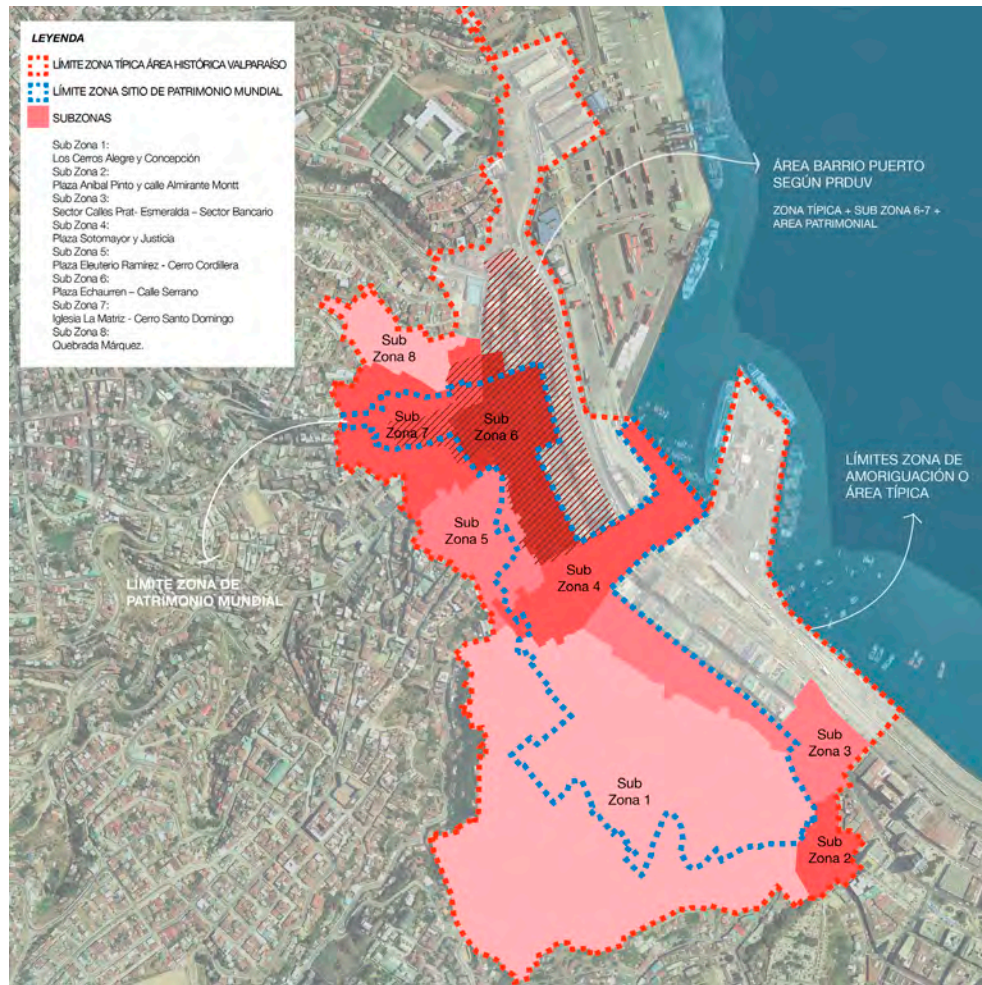 LEYENDA
LÍMITE ZONA TÍPICA ÁREA HISTÓRICA VALPARAÍSO
LÍMITE ZONA SITIO DE PATRIMONIO MUNDIAL
SUBZONAS
Sub Zona 1:
Los Cerros Alegre y Concepción
Sub Zona 2:
Plaza Anibal Pinto y calle Almirante Montt
Sub Zona 3:
Sector Calles Prat- Esmeralda – Sector Bancario
Sub Zona 4:
Plaza Sotomayor y Justicia
Sub Zona 5:
Plaza Eleuterio Ramírez - Cerro Cordillera
Sub Zona 6:
Plaza Echaurren – Calle Serrano
Sub Zona 7:
Iglesia La Matriz - Cerro Santo Domingo
Sub Zona 8:
Quebrada Márquez.
ÁREA BARRIO PUERTO
SEGÚN PRDUV
ZONA TÍPICA + SUB ZONA 6-7 +
AREA PATRIMONIAL
Sub
Zona 8
Sub
Zona 7
Sub
Zona 6
Sub
Zona 5
Sub
Zona 4
LÍMITES ZONA DE
AMORIGUACIÓN O
ÁREA TÍPICA
LÍMITE ZONA DE
PATRIMONIO MUNDIAL
Sub
Zona 3
Sub
Zona 1
Sub
Zona 2